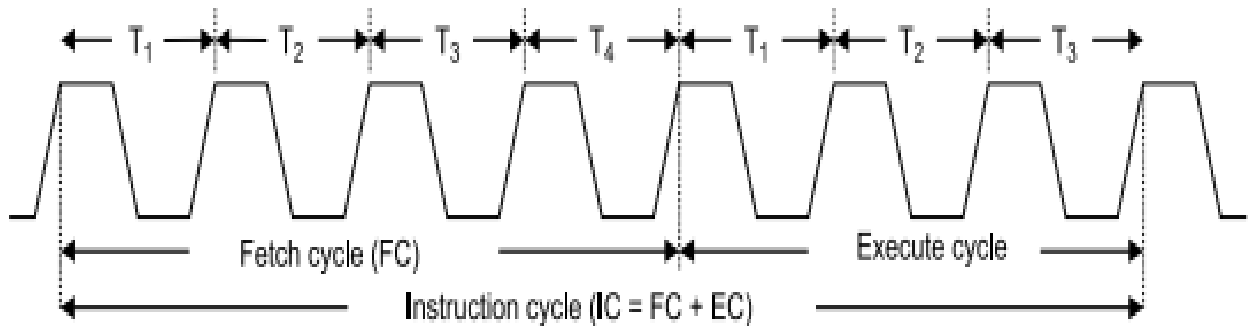 T₁ T₂ T₃ T₄ T₁ T₂ T₃
Fetch cycle (FC) Execute cycle
Instruction cycle (IC = FC + EC)